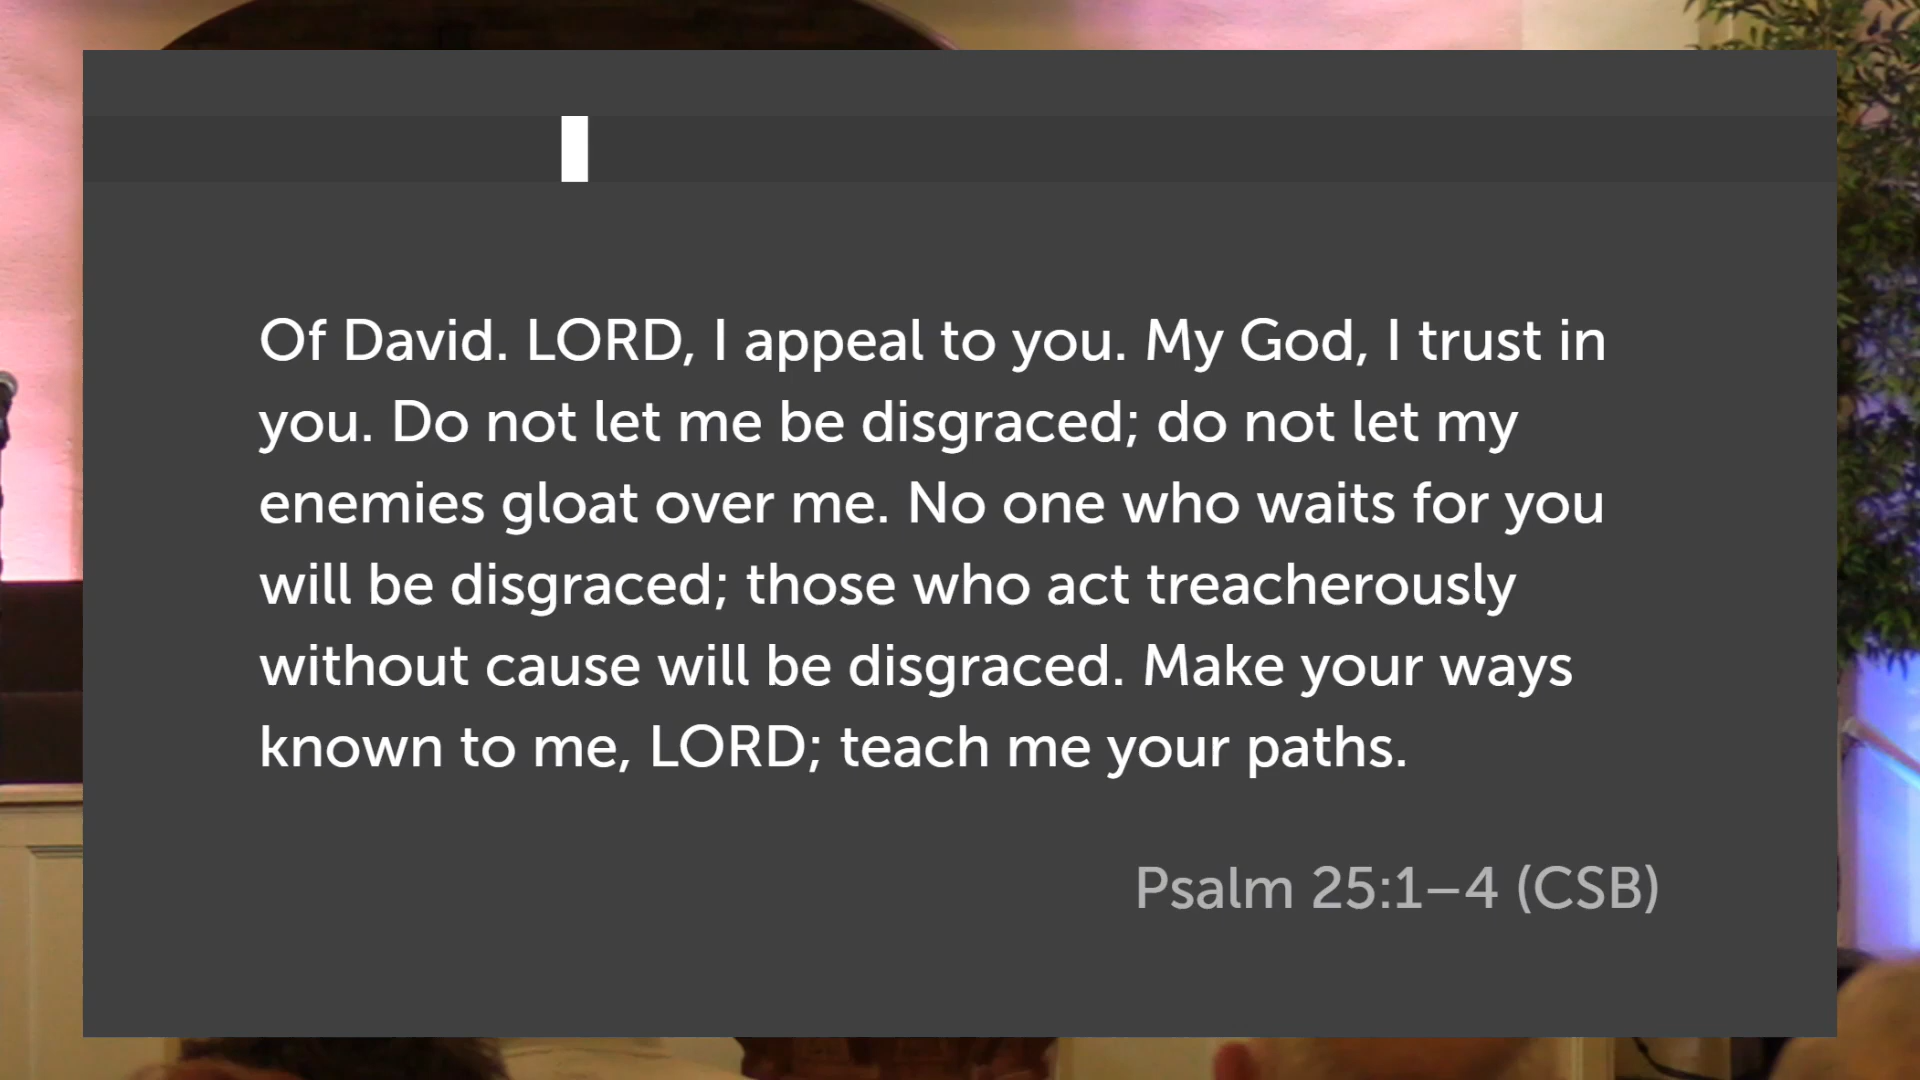 Of David. LORD, I appeal to you. My God, I trust in
you. Do not let me be disgraced; do not let my
enemies gloat over me. No one who waits for you
will be disgraced; those who act treacherously
without cause will be disgraced. Make your ways
known to me, LORD; teach me your paths.
Psalm 25:1–4 (CSB)